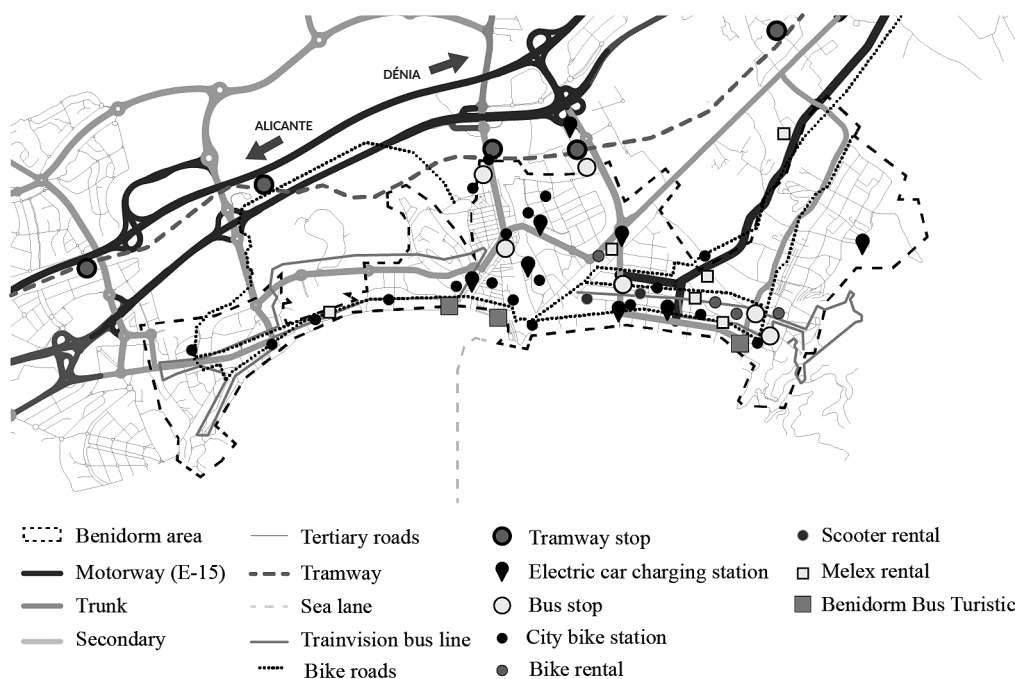 DÉNIA
ALICANTE
Benidorm area
Motorway (E-15)
Trunk
Secondary
Tertiary roads
Tramway
Sea lane
Trainvision bus line
Bike roads
Tramway stop
Electric car charging station
Bus stop
City bike station
Bike rental
Scooter rental
Melex rental
Benidorm Bus Turistic